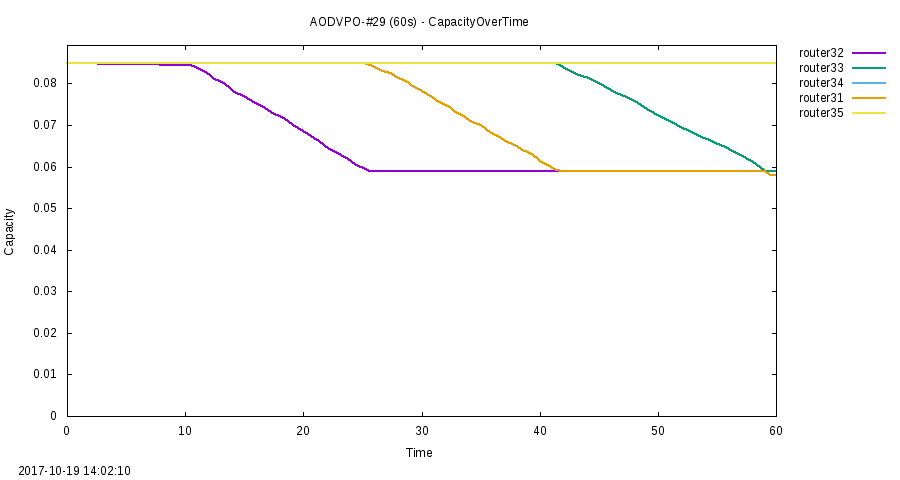 AODVPO-#29 (60s) - CapacityOverTime
router32
router33
router34
router31
router35
0.08
0.07
0.06
0.05
0.04
0.03
0.02
0.01
0
Capacity
0 10 20 30 40 50 60
Time
2017-10-19 14:02:10